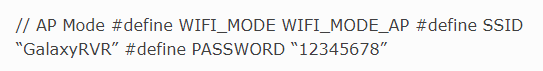 // AP Mode #define WIFI_MODE WIFI_MODE_AP #define SSID
“GalaxyRVR” #define PASSWORD “12345678”